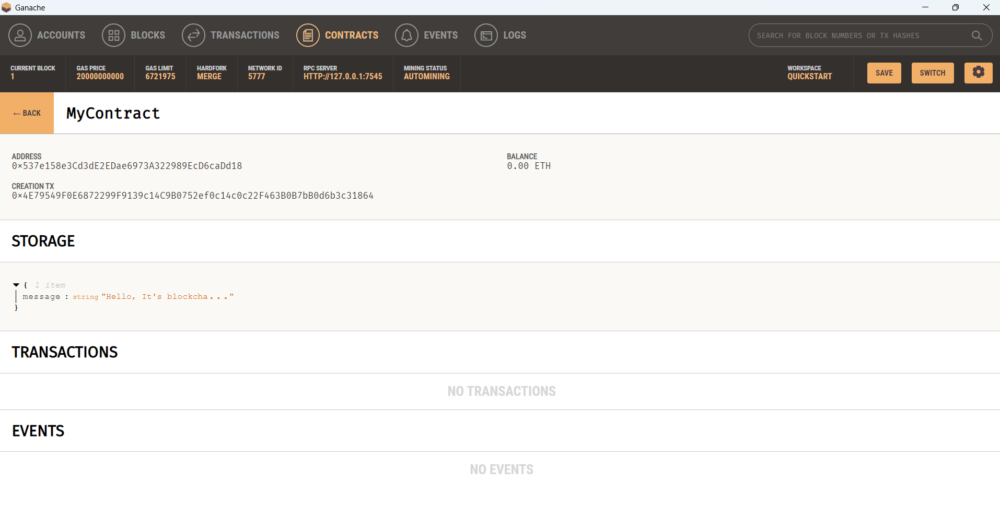 Ganache
ACCOUNTS BLOCKS TRANSACTIONS CONTRACTS EVENTS LOGS SEARCH FOR BLOCK NUMBERS OR TX HASHES
CURRENT BLOCK GAS PRICE GAS LIMIT HARDFORK NETWORK ID RPC SERVER MINING STATUS WORKSPACE
1 20000000000 6721975 MERGE 5777 HTTP://127.0.0.1:7545 AUTOMINING QUICKSTART SAVE SWITCH
← BACK MyContract
ADDRESS BALANCE
0×537e158e3Cd3dE2EDae6973A322989EcD6caDd18 0.00 ETH
CREATION TX
0×4E79549F0E6872299F9139c14C9B0752ef0c14c0c22F463B0B7bB0d6b3c31864
STORAGE
{ 1 item
message : string "Hello, It's blockcha..."
}
TRANSACTIONS
NO TRANSACTIONS
EVENTS
NO EVENTS